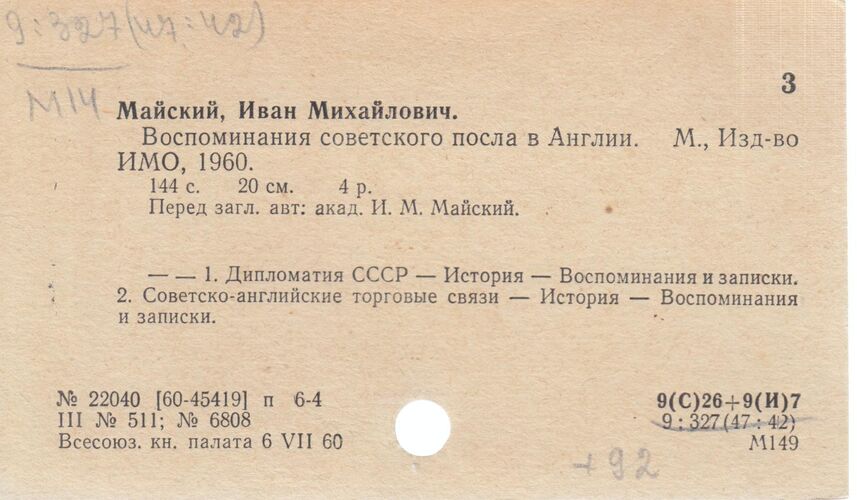 9:327(47:42)
М14
3
Майский, Иван Михайлович.
Воспоминания советского посла в Англии. М., Изд-во
ИМО, 1960.
144 с. 20 см. 4 р.
Перед загл. авт: акад. И. М. Майский.
— — 1. Дипломатия СССР — История — Воспоминания и записки.
2. Советско-английские торговые связи — История — Воспоминания
и записки.
№ 22040 [60-45419] п 6-4
III № 511; № 6808
Всесоюз. кн. палата 6 VII 60
9(С)26+9(И)7
9:327(47:42)
М149
+92